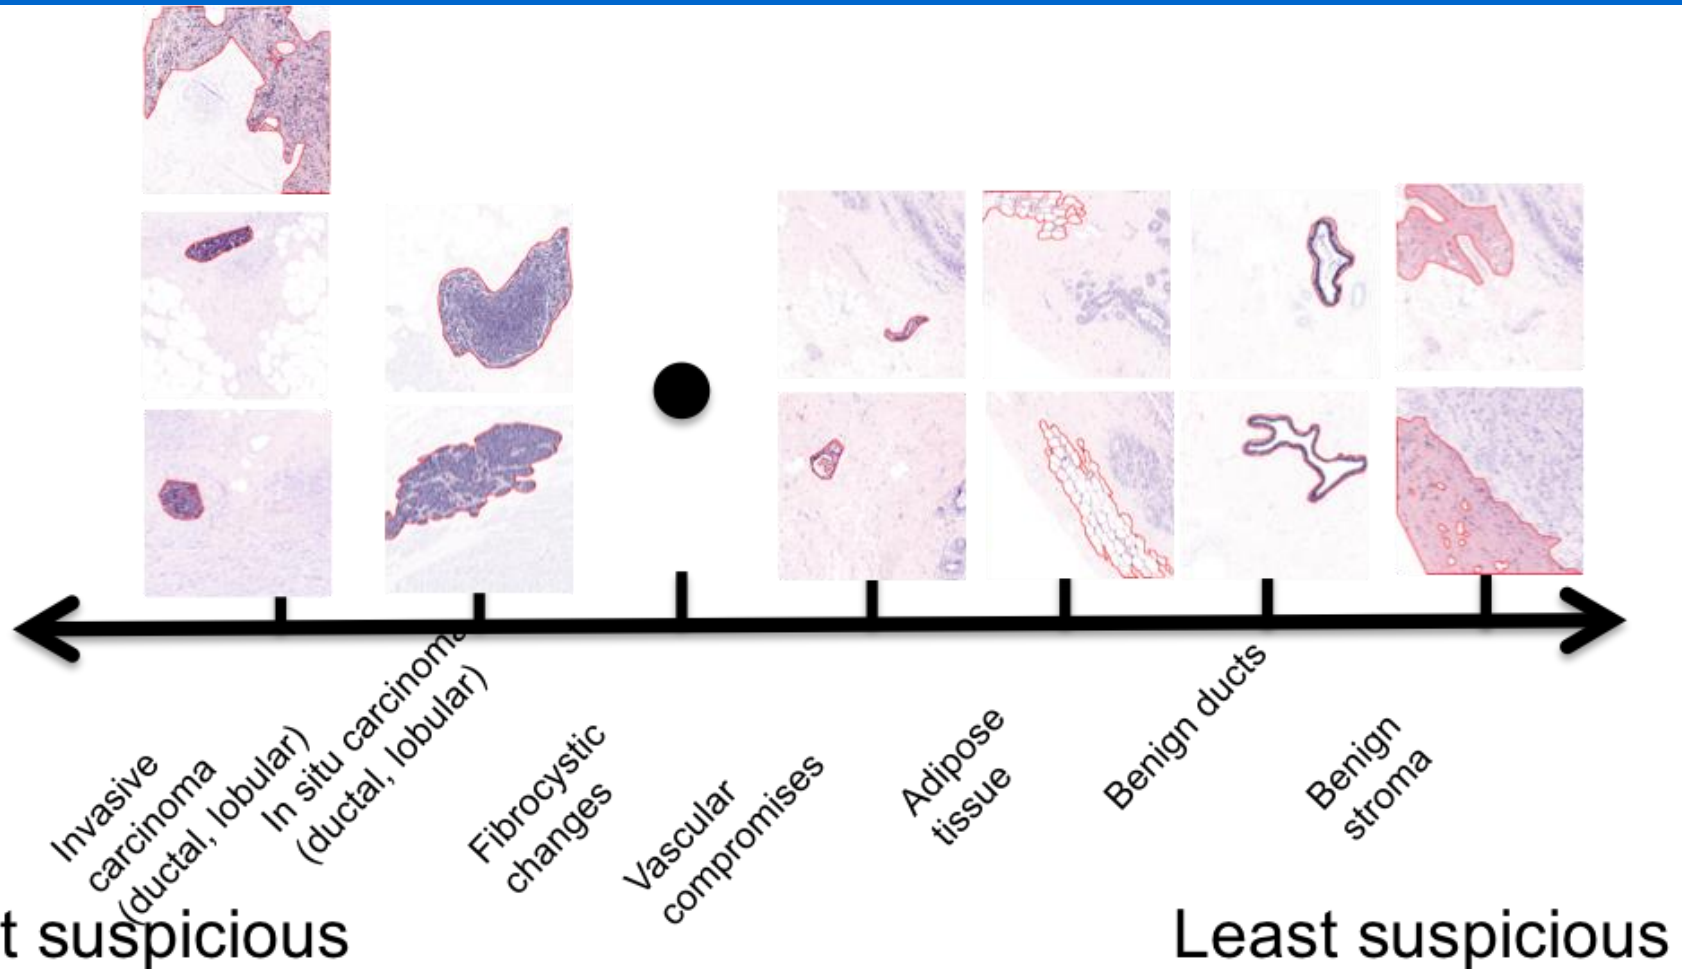 Invasive
carcinoma
(ductal, lobular)
In situ carcinoma
(ductal, lobular)
Fibrocystic
changes
Vascular
compromises
Adipose
tissue
Benign ducts
Benign
stroma
t suspicious
Least suspicious